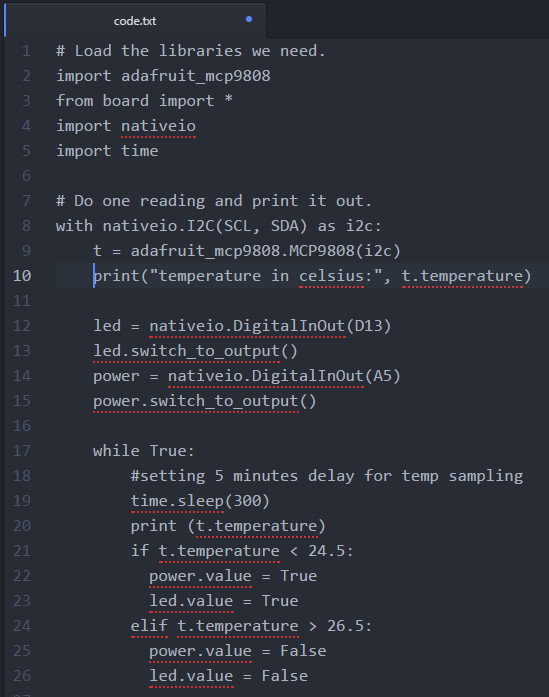 code.txt
1 # Load the libraries we need.
2 import adafruit_mcp9808
3 from board import *
4 import nativeio
5 import time
6
7 # Do one reading and print it out.
8 with nativeio.I2C(SCL, SDA) as i2c:
9     t = adafruit_mcp9808.MCP9808(i2c)
10     print("temperature in celsius:", t.temperature)
11
12     led = nativeio.DigitalInOut(D13)
13     led.switch_to_output()
14     power = nativeio.DigitalInOut(A5)
15     power.switch_to_output()
16
17     while True:
18         #setting 5 minutes delay for temp sampling
19         time.sleep(300)
20         print (t.temperature)
21         if t.temperature < 24.5:
22           power.value = True
23           led.value = True
24         elif t.temperature > 26.5:
25           power.value = False
26           led.value = False